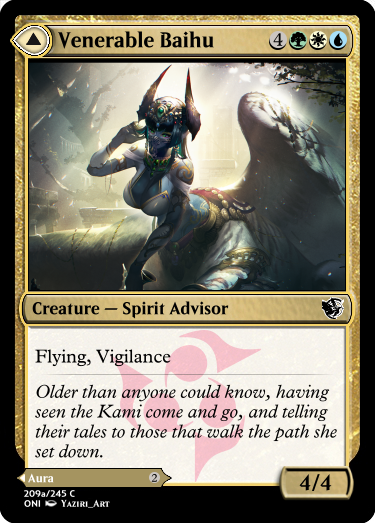 Venerable Baihu 4
Creature — Spirit Advisor
Flying, Vigilance
Older than anyone could know, having
seen the Kami come and go, and telling
their tales to those that walk the path she
set down.
Aura 2
4/4
209a/245 C
ONI Yaziri_Art